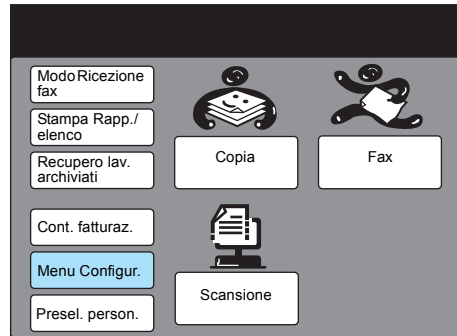 Modo Ricezione
fax
Stampa Rapp./
elenco
Recupero lav.
archiviati
Cont. fatturaz.
Menu Configur.
Presel. person.
Copia
Fax
Scansione